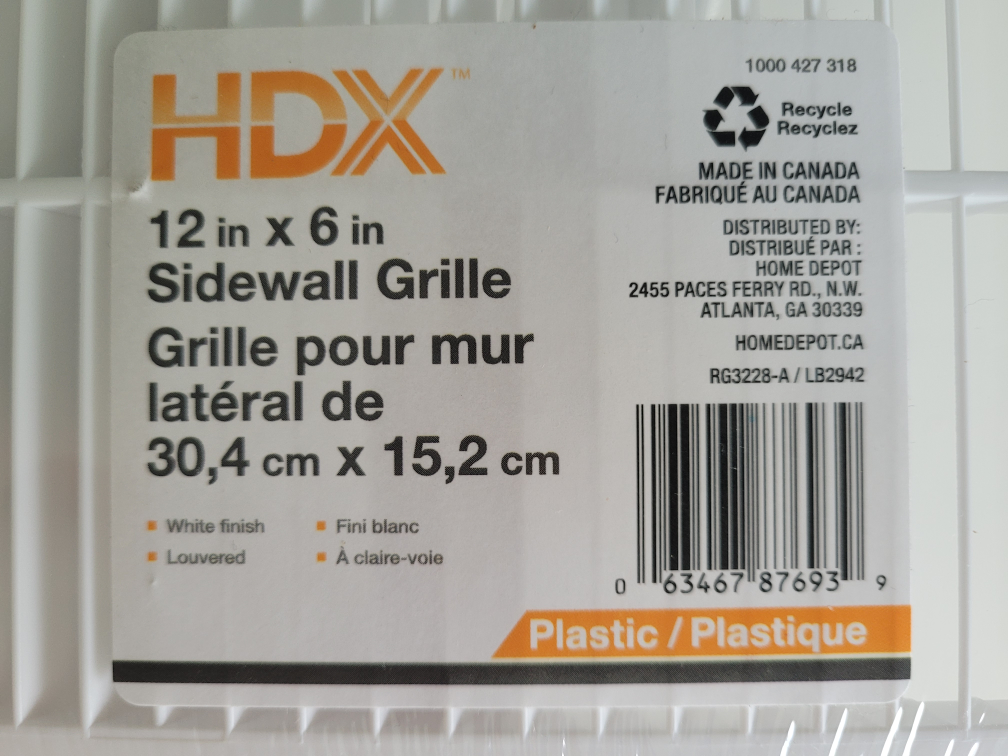 HDX™
12 in x 6 in
Sidewall Grille
Grille pour mur
latéral de
30,4 cm x 15,2 cm
White finish
Louvered
Fini blanc
À claire-voie
1000 427 318
Recycle
Recyclez
MADE IN CANADA
FABRIQUÉ AU CANADA
DISTRIBUTED BY:
DISTRIBUÉ PAR :
HOME DEPOT
2455 PACES FERRY RD., N.W.
ATLANTA, GA 30339
HOMEDEPOT.CA
RG3228-A / LB2942
0 63467 87693 9
Plastic / Plastique